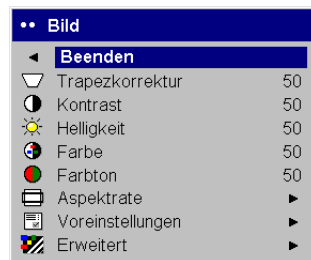 Bild
Beenden
Trapezkorrektur 50
Kontrast 50
Helligkeit 50
Farbe 50
Farbton 50
Aspektrate
Voreinstellungen
Erweitert